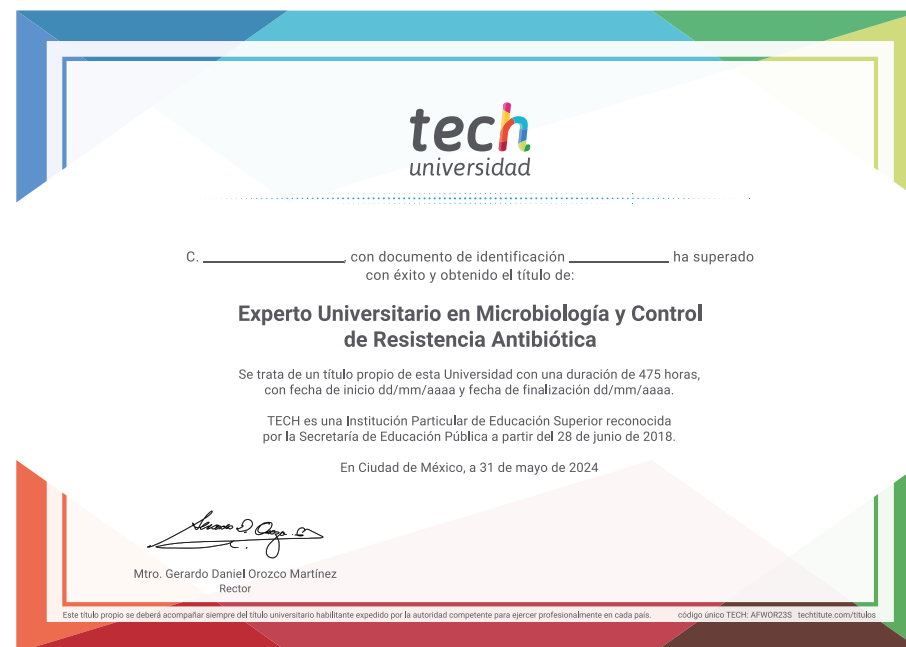 tech
universidad
C. ____________, con documento de identificación ____________ ha superado
con éxito y obtenido el título de:
Experto Universitario en Microbiología y Control
de Resistencia Antibiótica
Se trata de un título propio de esta Universidad con una duración de 475 horas,
con fecha de inicio dd/mm/aaaa y fecha de finalización dd/mm/aaaa.
TECH es una Institución Particular de Educación Superior reconocida
por la Secretaría de Educación Pública a partir del 28 de junio de 2018.
En Ciudad de México, a 31 de mayo de 2024
Mtro. Gerardo Daniel Orozco Martínez
Rector
Este título propio se deberá acompañar siempre del título universitario habilitante expedido por la autoridad competente para ejercer profesionalmente en cada país. código único TECH: AFWOR23S techtitute.com/titulos